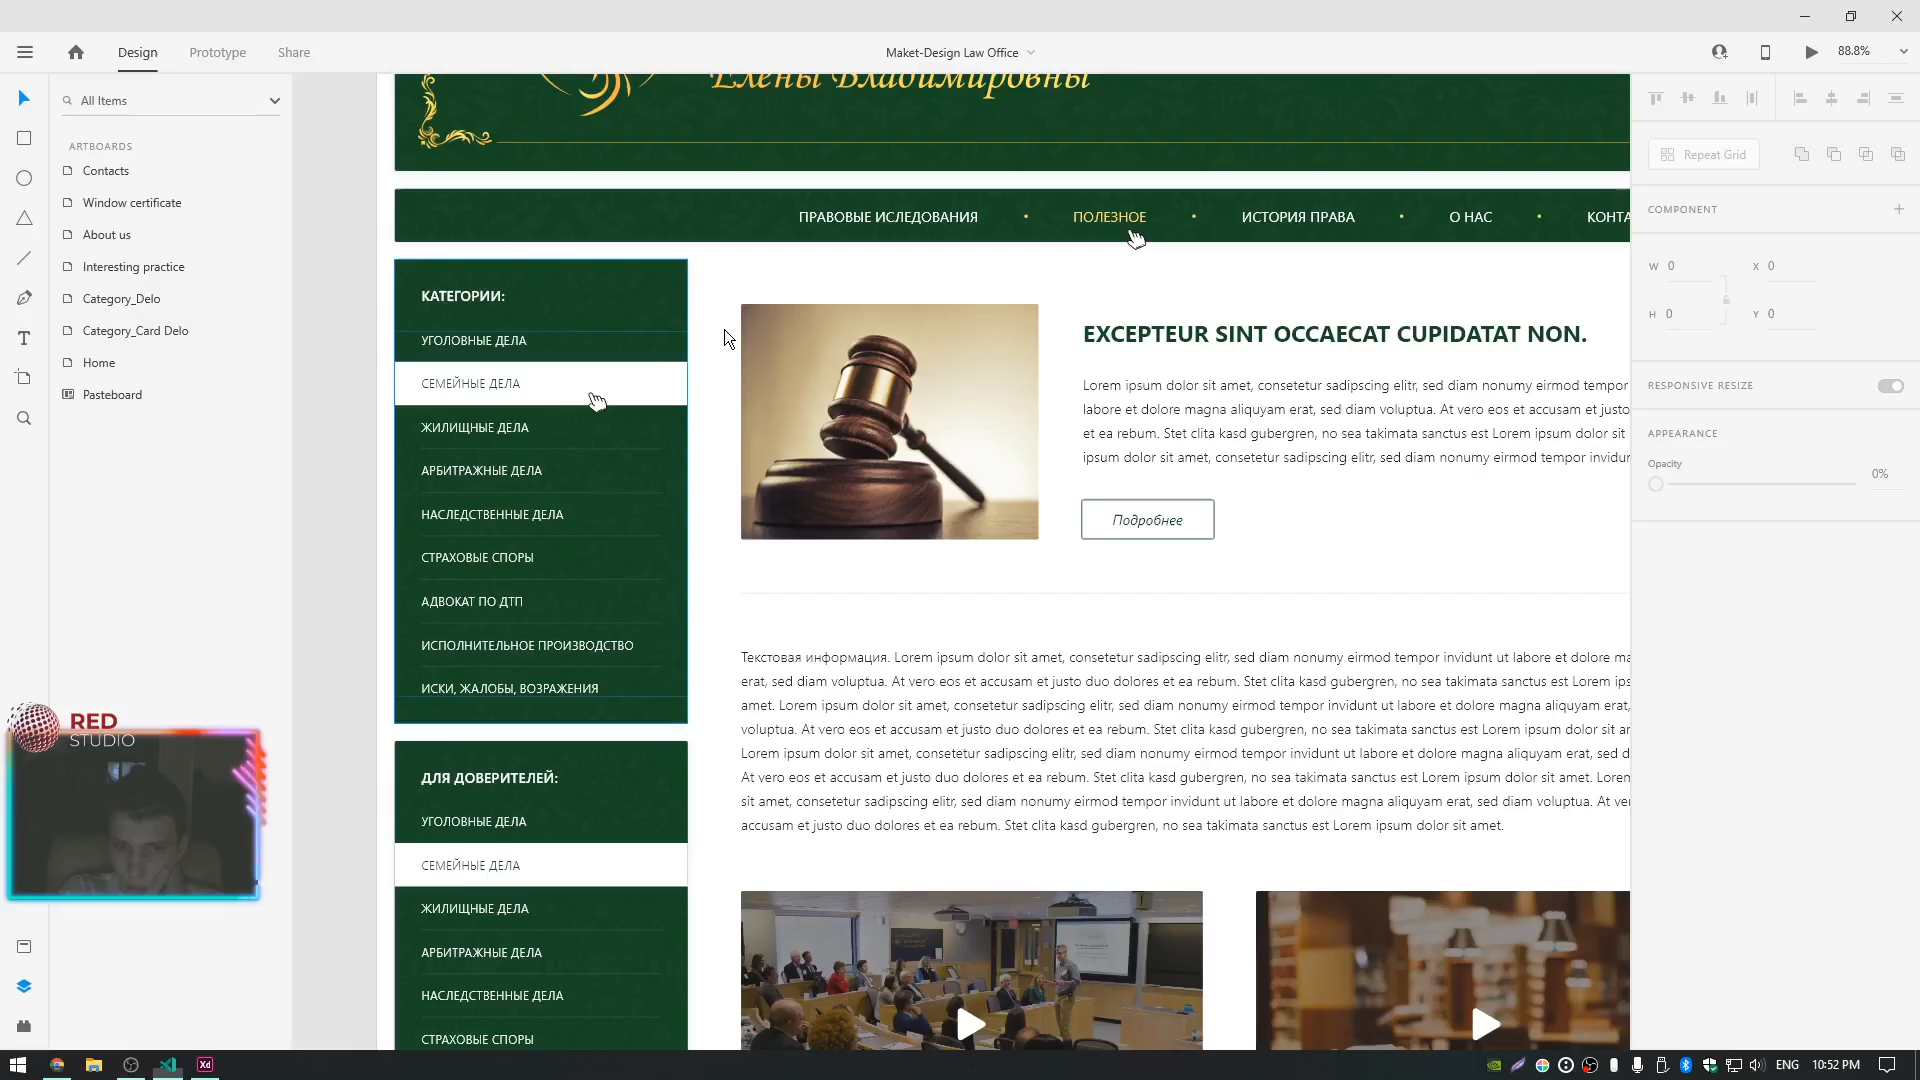 Design
Prototype
Share
Maket-Design Law Office
88.8%
All Items
ARTBOARDS
Contacts
Window certificate
About us
Interesting practice
Category_Delo
Category_Card Delo
Home
Pasteboard
Елены Владимировны
ПРАВОВЫЕ ИСЛЕДОВАНИЯ • ПОЛЕЗНОЕ • ИСТОРИЯ ПРАВА • О НАС • КОНТА
КАТЕГОРИИ:
УГОЛОВНЫЕ ДЕЛА
СЕМЕЙНЫЕ ДЕЛА
ЖИЛИЩНЫЕ ДЕЛА
АРБИТРАЖНЫЕ ДЕЛА
НАСЛЕДСТВЕННЫЕ ДЕЛА
СТРАХОВЫЕ СПОРЫ
АДВОКАТ ПО ДТП
ИСПОЛНИТЕЛЬНОЕ ПРОИЗВОДСТВО
ИСКИ, ЖАЛОБЫ, ВОЗРАЖЕНИЯ
ДЛЯ ДОВЕРИТЕЛЕЙ:
УГОЛОВНЫЕ ДЕЛА
СЕМЕЙНЫЕ ДЕЛА
ЖИЛИЩНЫЕ ДЕЛА
АРБИТРАЖНЫЕ ДЕЛА
НАСЛЕДСТВЕННЫЕ ДЕЛА
СТРАХОВЫЕ СПОРЫ
EXCEPTEUR SINT OCCAECAT CUPIDATAT NON.
Lorem ipsum dolor sit amet, consetetur sadipscing elitr, sed diam nonumy eirmod tempor
labore et dolore magna aliquyam erat, sed diam voluptua. At vero eos et accusam et justo
et ea rebum. Stet clita kasd gubergren, no sea takimata sanctus est Lorem ipsum dolor sit
ipsum dolor sit amet, consetetur sadipscing elitr, sed diam nonumy eirmod tempor invidun
Подробнее
Текстовая информация. Lorem ipsum dolor sit amet, consetetur sadipscing elitr, sed diam nonumy eirmod tempor invidunt ut labore et dolore ma
erat, sed diam voluptua. At vero eos et accusam et justo duo dolores et ea rebum. Stet clita kasd gubergren, no sea takimata sanctus est Lorem ips
amet. Lorem ipsum dolor sit amet, consetetur sadipscing elitr, sed diam nonumy eirmod tempor invidunt ut labore et dolore magna aliquyam erat,
voluptua. At vero eos et accusam et justo duo dolores et ea rebum. Stet clita kasd gubergren, no sea takimata sanctus est Lorem ipsum dolor sit a
Lorem ipsum dolor sit amet, consetetur sadipscing elitr, sed diam nonumy eirmod tempor invidunt ut labore et dolore magna aliquyam erat, sed d
At vero eos et accusam et justo duo dolores et ea rebum. Stet clita kasd gubergren, no sea takimata sanctus est Lorem ipsum dolor sit amet. Lorem
sit amet, consetetur sadipscing elitr, sed diam nonumy eirmod tempor invidunt ut labore et dolore magna aliquyam erat, sed diam voluptua. At ve
accusam et justo duo dolores et ea rebum. Stet clita kasd gubergren, no sea takimata sanctus est Lorem ipsum dolor sit amet.
Repeat Grid
COMPONENT
W 0
X 0
H 0
Y 0
RESPONSIVE RESIZE
APPEARANCE
Opacity
0%
RED
STUDIO
Xd
ENG
10:52 PM